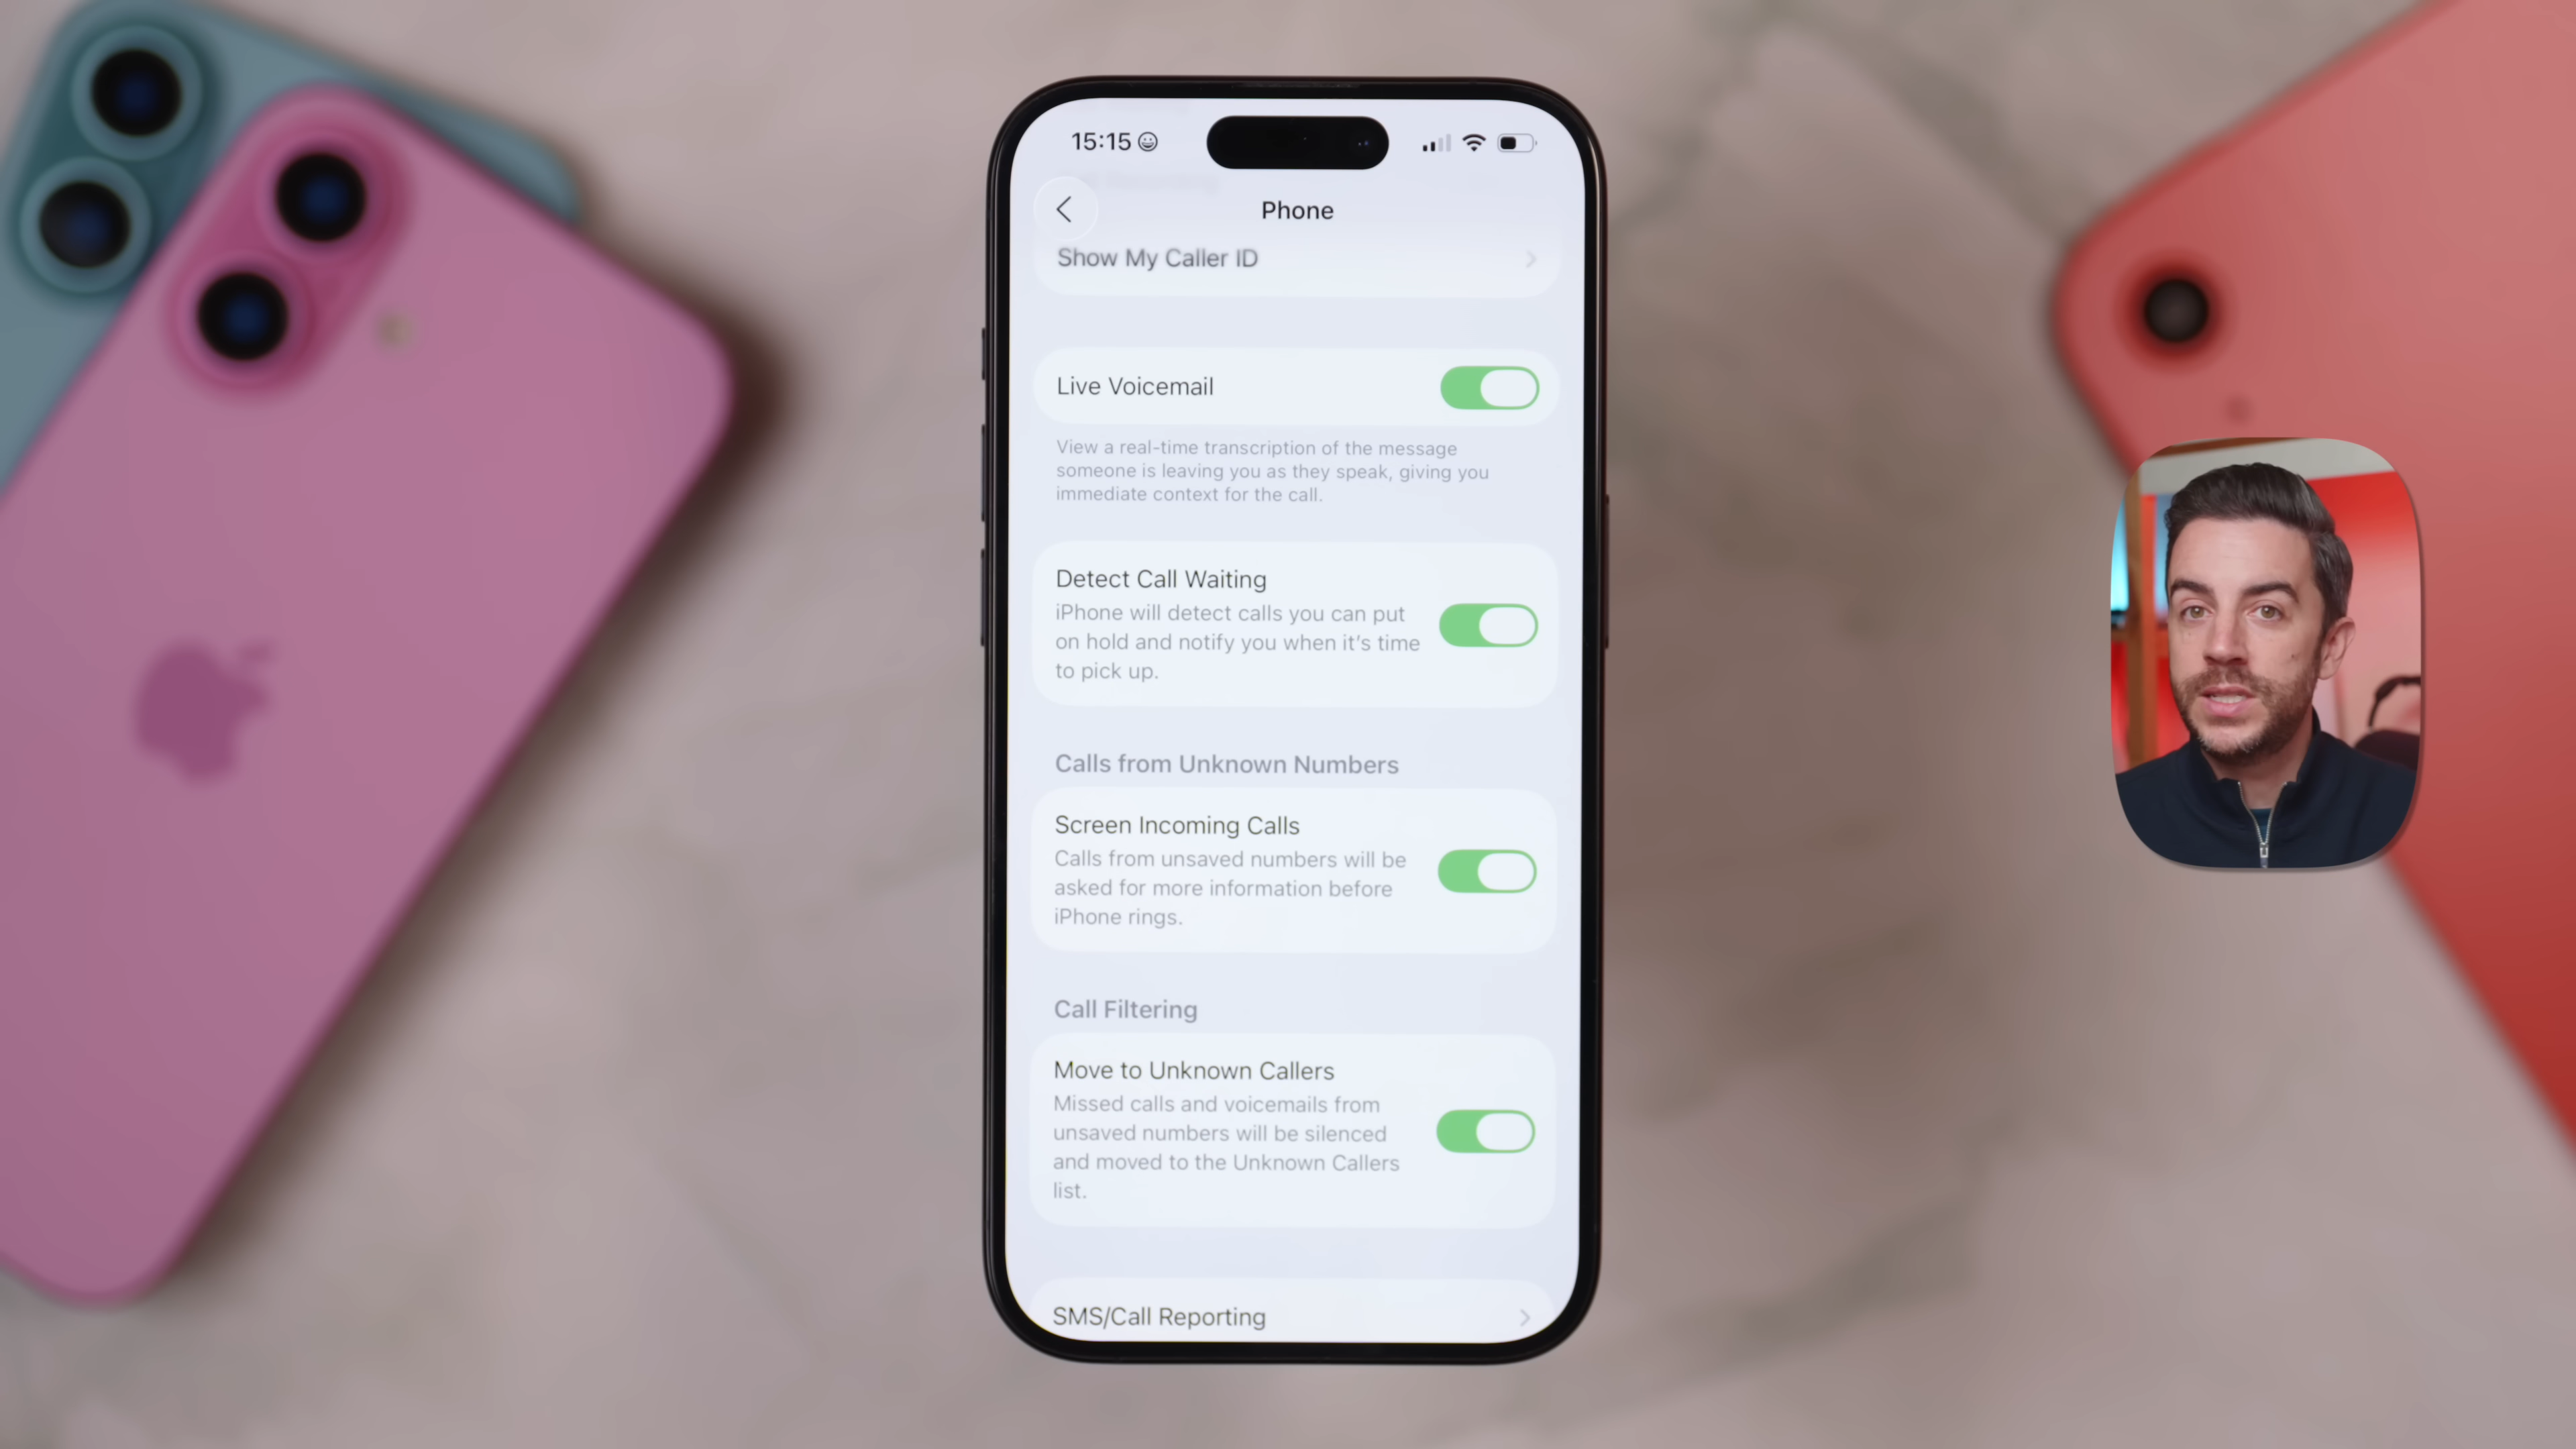 15:15
Phone
Show My Caller ID
Live Voicemail
View a real-time transcription of the message
someone is leaving you as they speak, giving you
immediate context for the call.
Detect Call Waiting
iPhone will detect calls you can put
on hold and notify you when it's time
to pick up.
Calls from Unknown Numbers
Screen Incoming Calls
Calls from unsaved numbers will be
asked for more information before
iPhone rings.
Call Filtering
Move to Unknown Callers
Missed calls and voicemails from
unsaved numbers will be silenced
and moved to the Unknown Callers
list.
SMS/Call Reporting